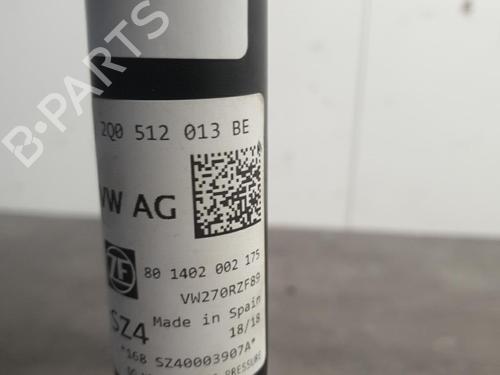 B-PARTS
2Q0 512 013 BE
VW AG
ZF
80 1402 002 175
VW270RZF89
SZ4
Made in Spain
18/18
*168 SZ40003907A*
PRESSURE